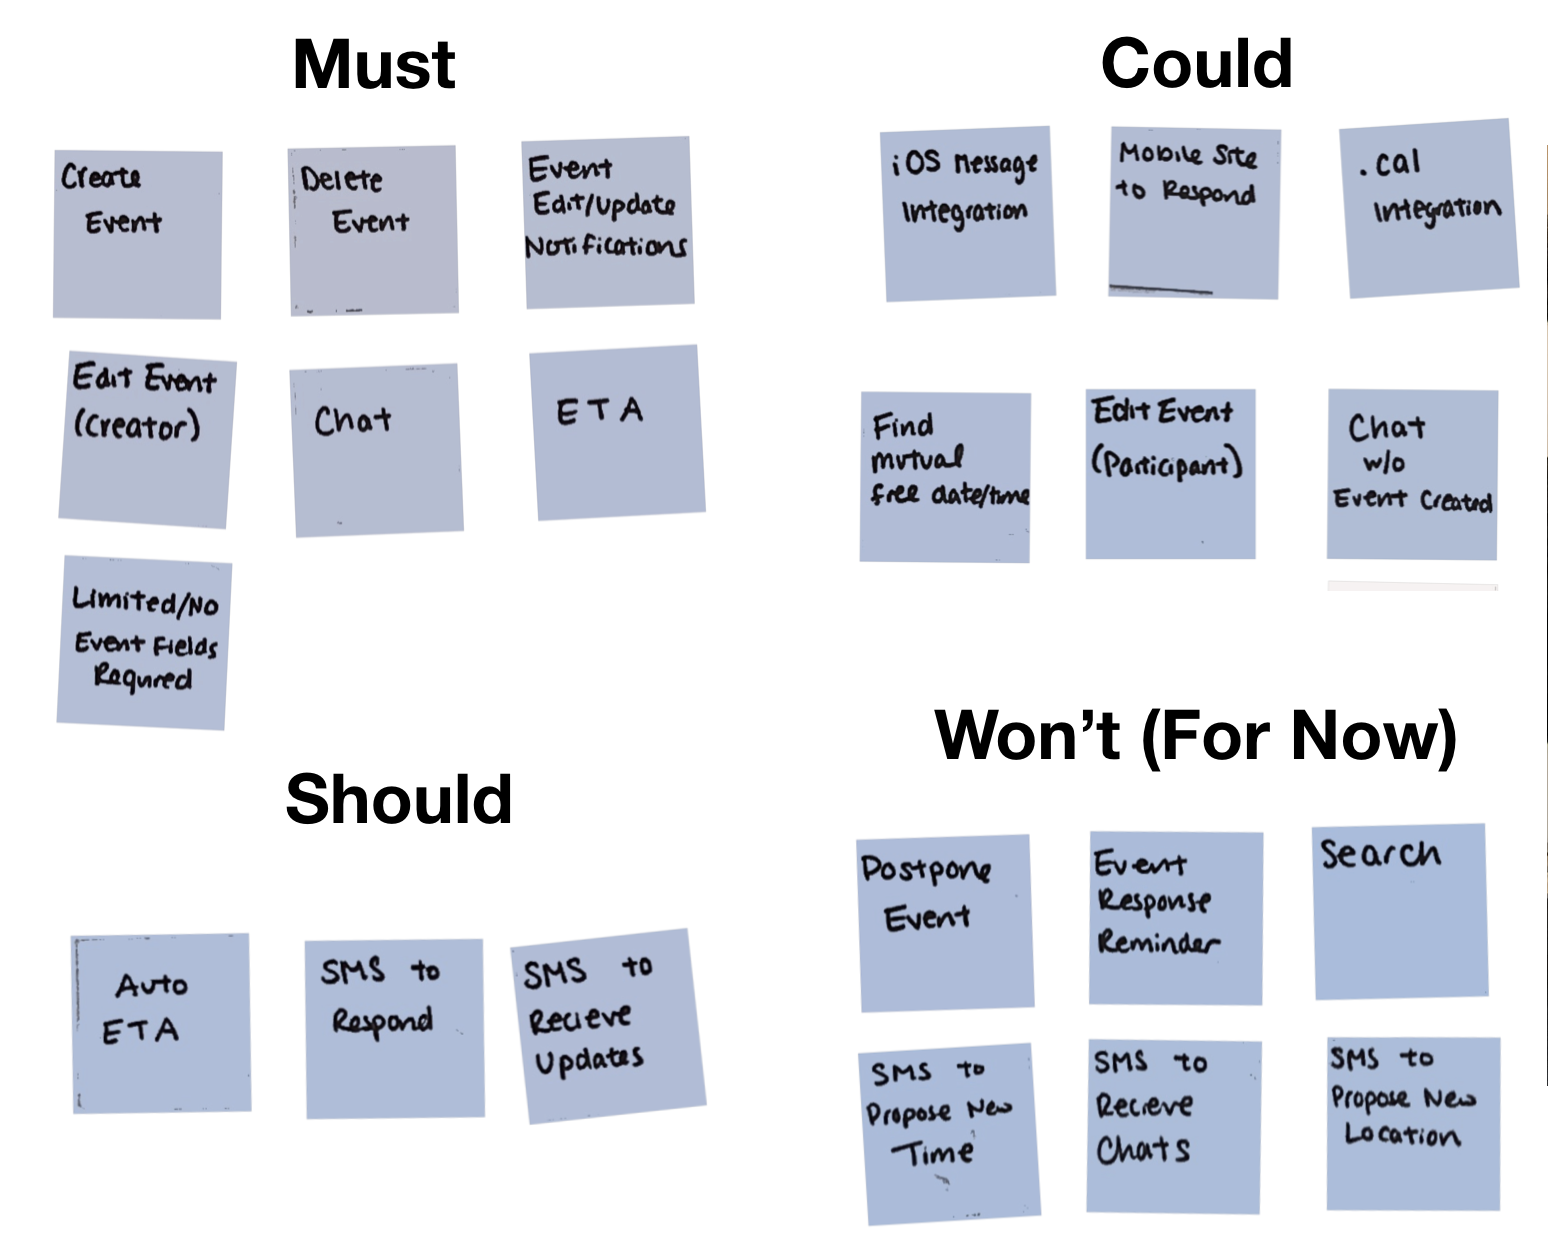 Must
Create
Event
Delete
Event
Event
Edit/Update
Notifications
Edit Event
(Creator)
Chat
ETA
Limited/No
Event Fields
Required
Should
Auto
ETA
SMS to
Respond
SMS to
Recieve
Updates
Could
iOS Message
Integration
Mobile Site
to Respond
.cal
Integration
Find
mutual
free date/time
Edit Event
(Participant)
Chat
w/o
Event Created
Won't (For Now)
Postpone
Event
Event
Response
Reminder
Search
SMS to
Propose New
Time
SMS to
Recieve
Chats
SMS to
Propose New
Location